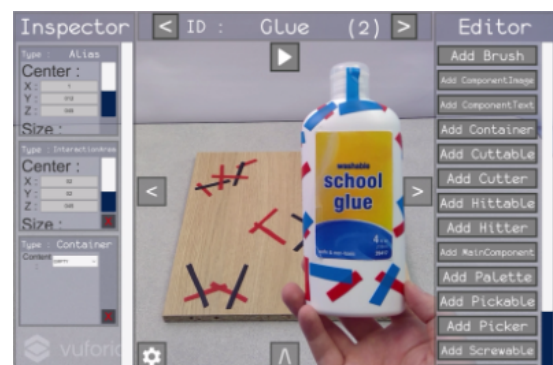 Inspector
< ID : Glue (2) >
Editor
Type : Alias
Center :
X :
Y :
Z :
Size :
Type : InteractionArea
Center :
X :
Y :
Z :
Size :
Type : Container
Content
vuforia
<
>
washable
school
glue
Add Brush
Add ComponentImage
Add ComponentText
Add Container
Add Cuttable
Add Cutter
Add Hittable
Add Hitter
Add MainComponent
Add Palette
Add Pickable
Add Picker
Add Screwable